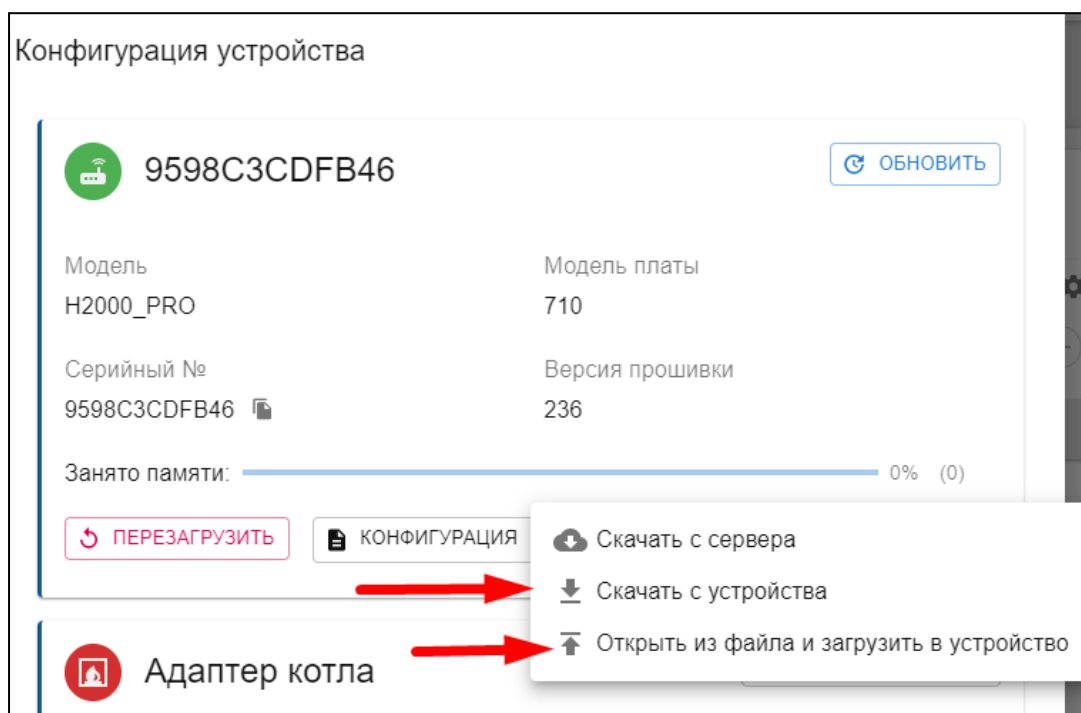 Конфигурация устройства
9598C3CDFB46
ОБНОВИТЬ
Модель
Модель платы
H2000_PRO
710
Серийный №
Версия прошивки
9598C3CDFB46
236
Занято памяти:
0% (0)
ПЕРЕЗАГРУЗИТЬ
КОНФИГУРАЦИЯ
Скачать с сервера
Скачать с устройства
Открыть из файла и загрузить в устройство
Адаптер котла